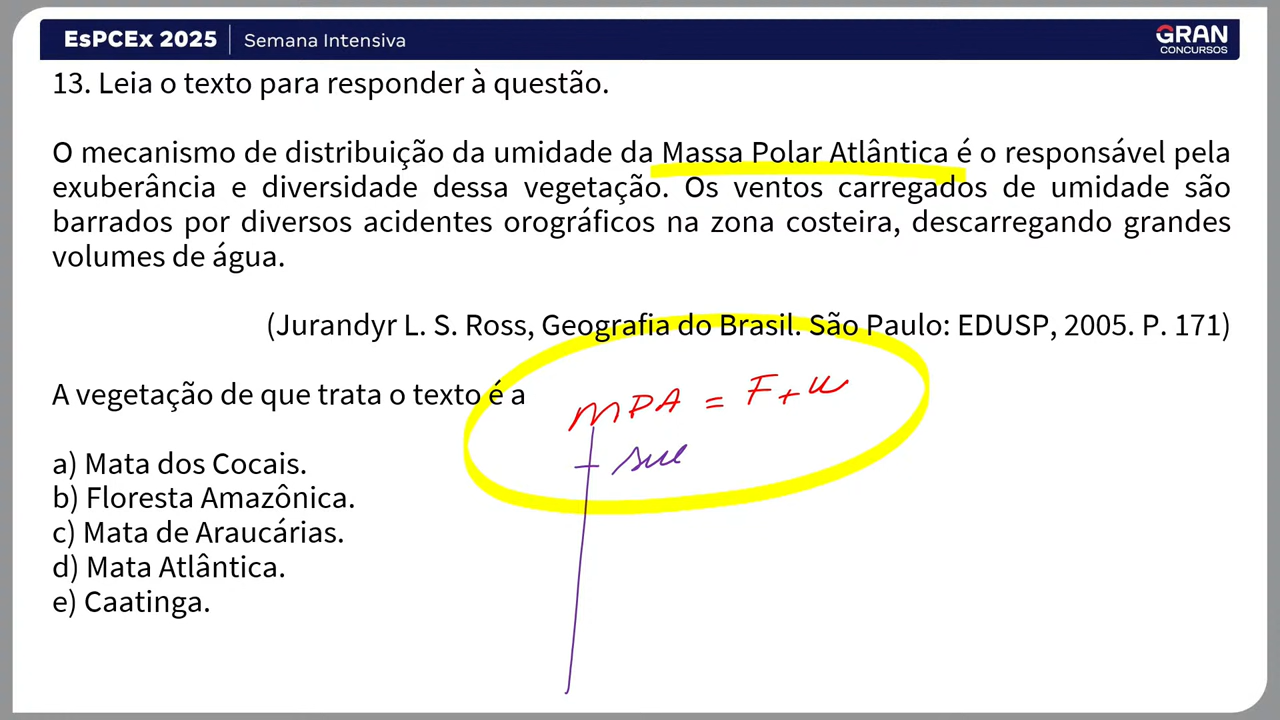 EsPCEx 2025 | Semana Intensiva
GRAN
CONCURSOS
13. Leia o texto para responder à questão.
O mecanismo de distribuição da umidade da Massa Polar Atlântica é o responsável pela
exuberância e diversidade dessa vegetação. Os ventos carregados de umidade são
barrados por diversos acidentes orográficos na zona costeira, descarregando grandes
volumes de água.
(Jurandyr L. S. Ross, Geografia do Brasil. São Paulo: EDUSP, 2005. P. 171)
A vegetação de que trata o texto é a
MPA = F+U
sul
a) Mata dos Cocais.
b) Floresta Amazônica.
c) Mata de Araucárias.
d) Mata Atlântica.
e) Caatinga.